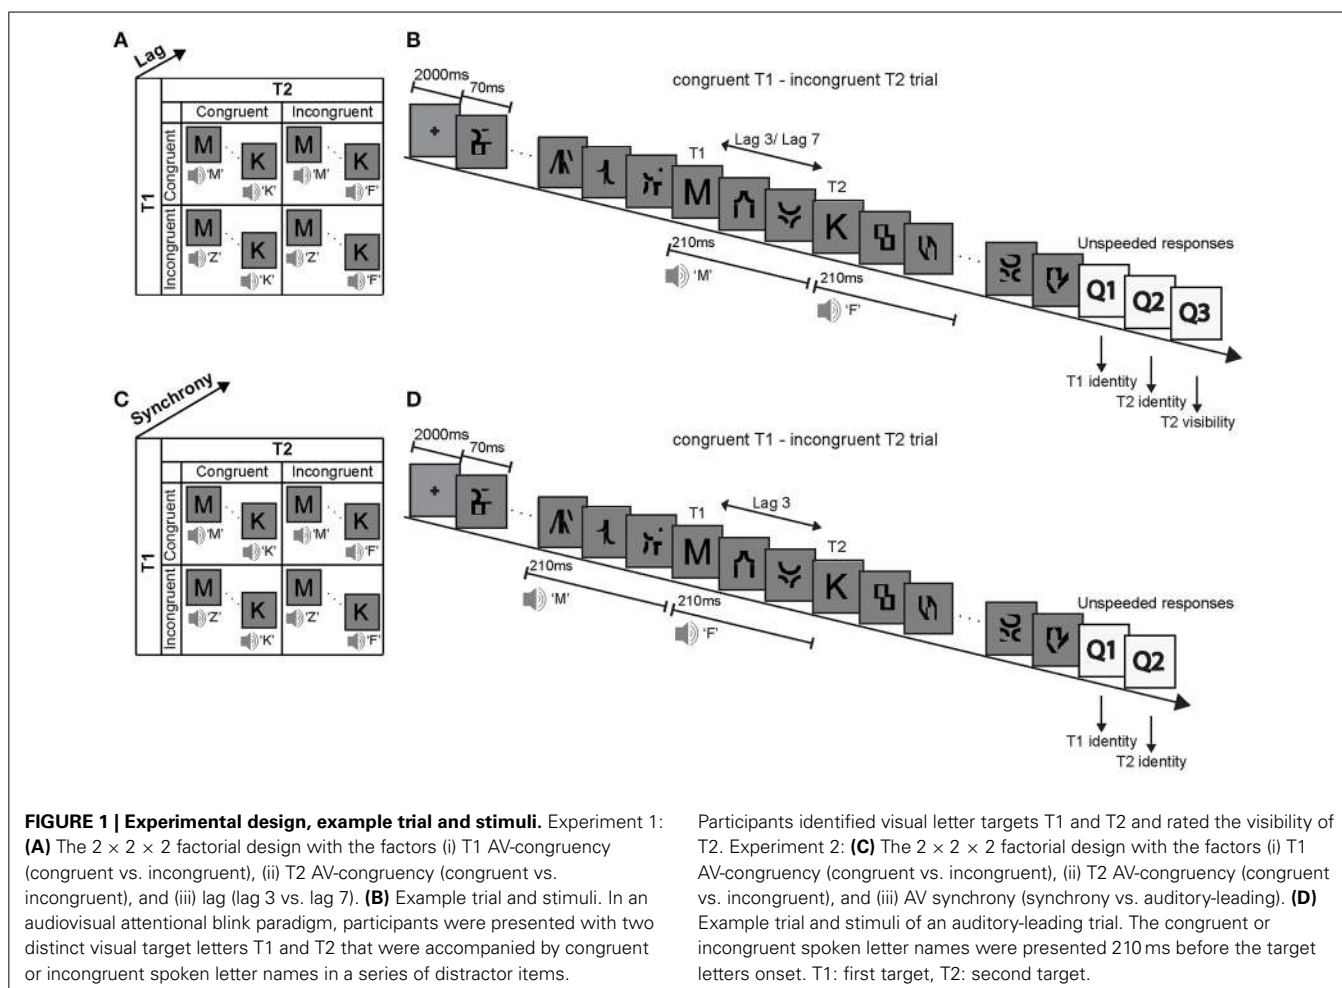 A
Lag
T2
Congruent Incongruent
T1
Congruent
M M
K K
'M' 'M'
'K' 'F'
Incongruent
M M
K K
'Z' 'Z'
'K' 'F'
B
congruent T1 - incongruent T2 trial
2000ms
70ms
+
T1
Lag 3/ Lag 7
T2
M
K
210ms
'M'
210ms
'F'
Unspeeded responses
Q1
Q2
Q3
T1 identity
T2 identity
T2 visibility
C
Synchrony
T2
Congruent Incongruent
T1
Congruent
M M
K K
'M' 'M'
'K' 'F'
Incongruent
M M
K K
'Z' 'Z'
'K' 'F'
D
congruent T1 - incongruent T2 trial
2000ms
70ms
+
T1
Lag 3
T2
M
K
210ms
'M'
210ms
'F'
Unspeeded responses
Q1
Q2
T1 identity
T2 identity
FIGURE 1 | Experimental design, example trial and stimuli. Experiment 1:
(A) The 2 × 2 × 2 factorial design with the factors (i) T1 AV-congruency
(congruent vs. incongruent), (ii) T2 AV-congruency (congruent vs.
incongruent), and (iii) lag (lag 3 vs. lag 7). (B) Example trial and stimuli. In an
audiovisual attentional blink paradigm, participants were presented with two
distinct visual target letters T1 and T2 that were accompanied by congruent
or incongruent spoken letter names in a series of distractor items.
Participants identified visual letter targets T1 and T2 and rated the visibility of
T2. Experiment 2: (C) The 2 × 2 × 2 factorial design with the factors (i) T1
AV-congruency (congruent vs. incongruent), (ii) T2 AV-congruency (congruent
vs. incongruent), and (iii) AV synchrony (synchrony vs. auditory-leading). (D)
Example trial and stimuli of an auditory-leading trial. The congruent or
incongruent spoken letter names were presented 210 ms before the target
letters onset. T1: first target, T2: second target.